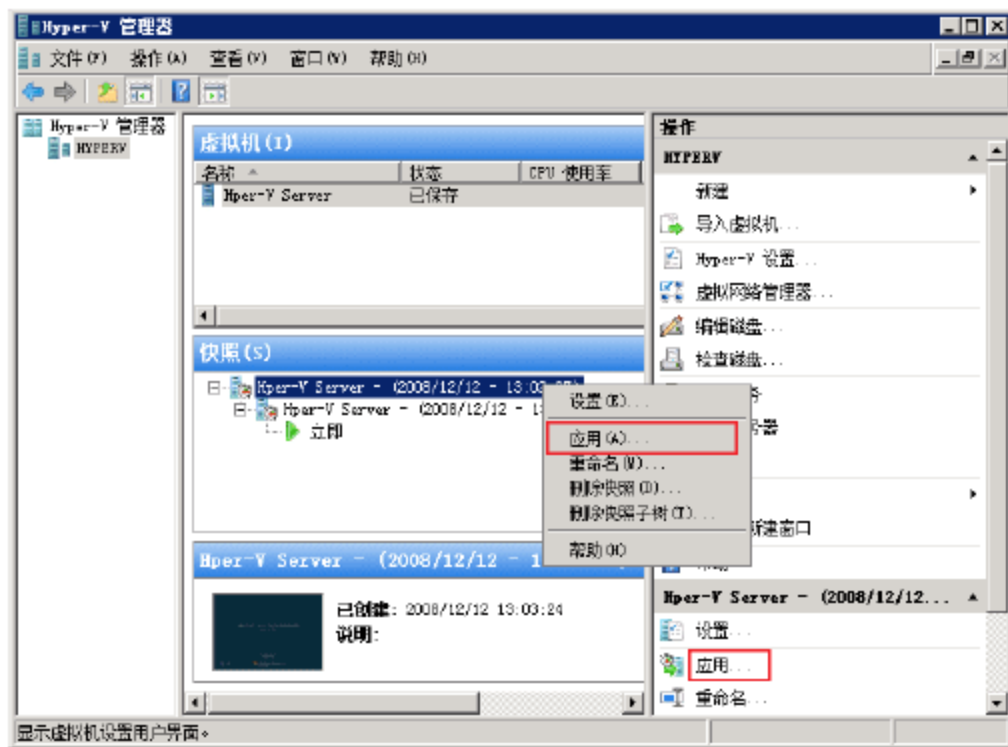 Hyper-V 管理器
文件(F) 操作(A) 查看(V) 窗口(W) 帮助(H)
Hyper-V 管理器
HYPERV
虚拟机(I)
名称 状态 CPU 使用率
Hper-V Server 已保存
快照(S)
Hper-V Server - (2008/12/12 - 13:03
Hper-V Server - (2008/12/12 - 1
立即
设置(E)...
应用(A)...
重命名(M)...
删除快照(D)...
删除快照子树(T)...
帮助(H)
Hper-V Server - (2008/12/12 - 1
已创建: 2008/12/12 13:03:24
说明:
操作
HYPERV
新建
导入虚拟机...
Hyper-V 设置...
虚拟网络管理器...
编辑磁盘...
检查磁盘...
务
务器
新建窗口
Hper-V Server - (2008/12/12...
设置...
应用...
重命名...
显示虚拟机设置用户界面。